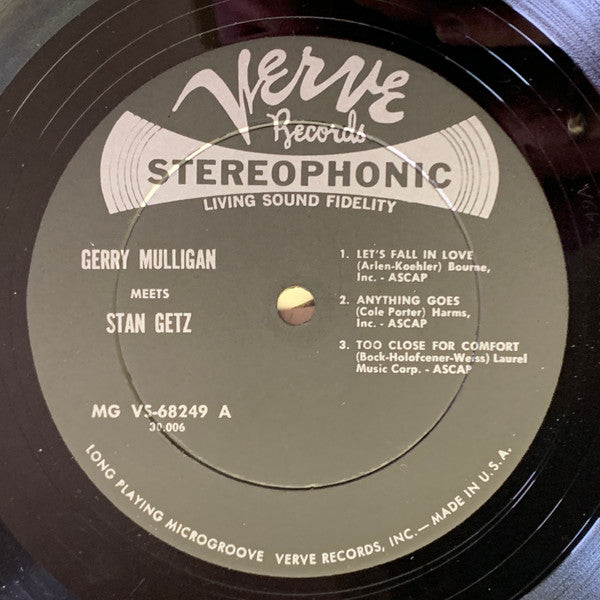 Verve
Records
STEREOPHONIC
LIVING SOUND FIDELITY
GERRY MULLIGAN
MEETS
STAN GETZ
1. LET'S FALL IN LOVE
(Arlen-Koehler) Bourne,
Inc. - ASCAP
2. ANYTHING GOES
(Cole Porter) Harms,
Inc. - ASCAP
3. TOO CLOSE FOR COMFORT
(Bock-Holofcener-Weiss) Laurel
Music Corp. - ASCAP
MG VS-68249 A
30,006
LONG PLAYING MICROGROOVE VERVE RECORDS, INC.— MADE IN U.S.A.